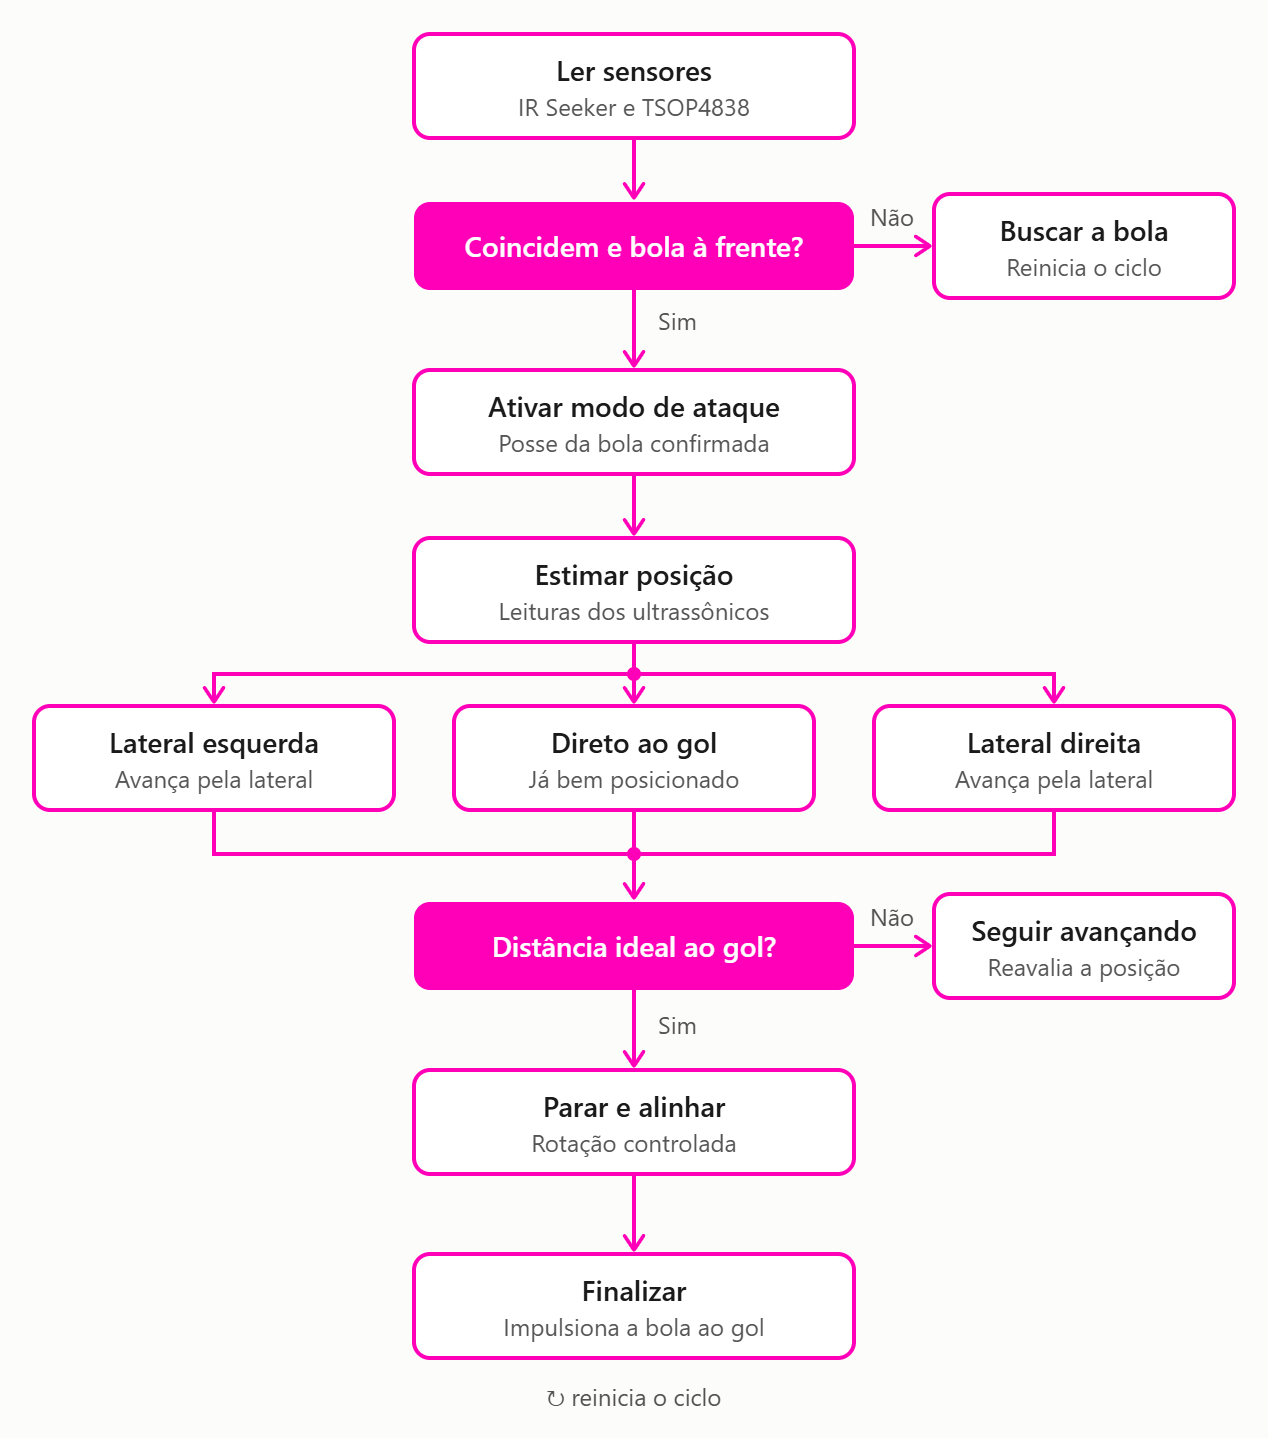 Ler sensores
IR Seeker e TSOP4838
Coincidem e bola à frente?
Não
Buscar a bola
Reinicia o ciclo
Sim
Ativar modo de ataque
Posse da bola confirmada
Estimar posição
Leituras dos ultrassônicos
Lateral esquerda
Avança pela lateral
Direto ao gol
Já bem posicionado
Lateral direita
Avança pela lateral
Distância ideal ao gol?
Não
Seguir avançando
Reavalia a posição
Sim
Parar e alinhar
Rotação controlada
Finalizar
Impulsiona a bola ao gol
↻ reinicia o ciclo